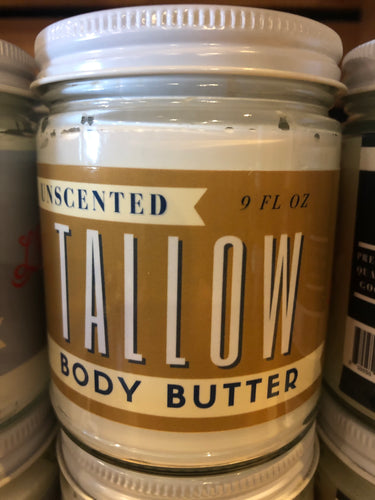 UNSCENTED
9 FL OZ
TALLOW
BODY BUTTER